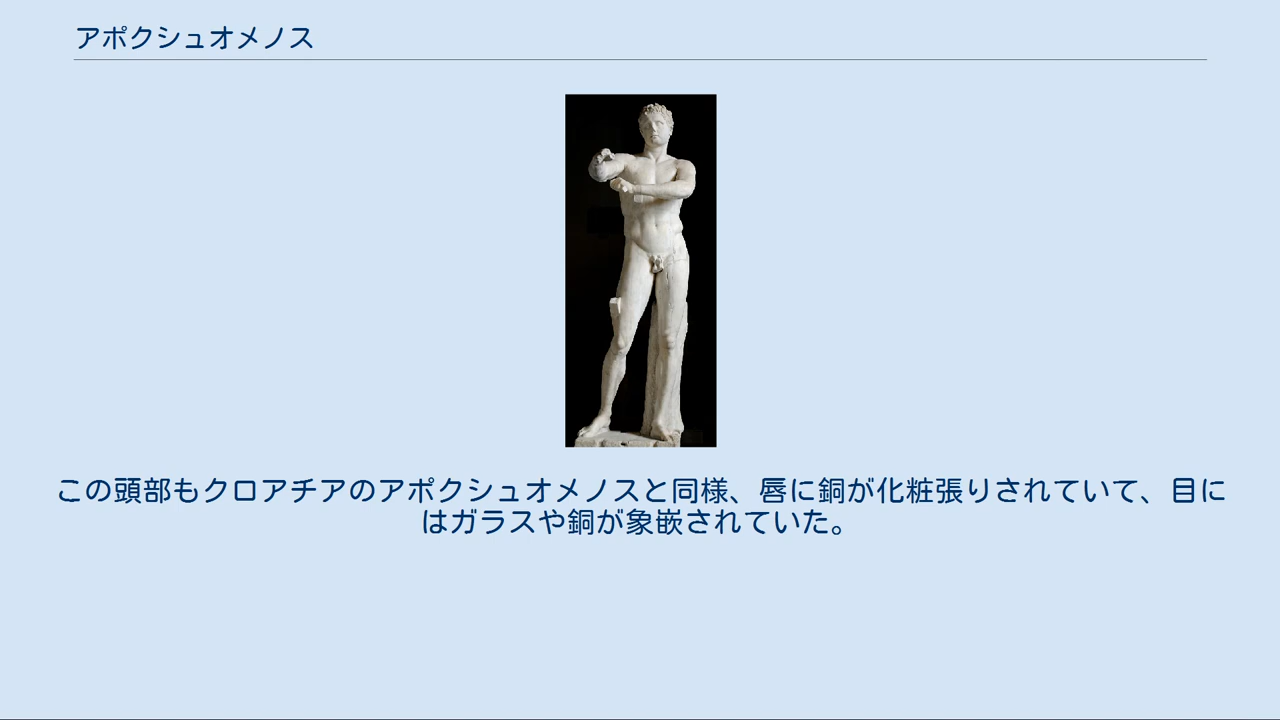 アポクシュオメノス
この頭部もクロアチアのアポクシュオメノスと同様、唇に銅が化粧張りされていて、目に
はガラスや銅が象嵌されていた。